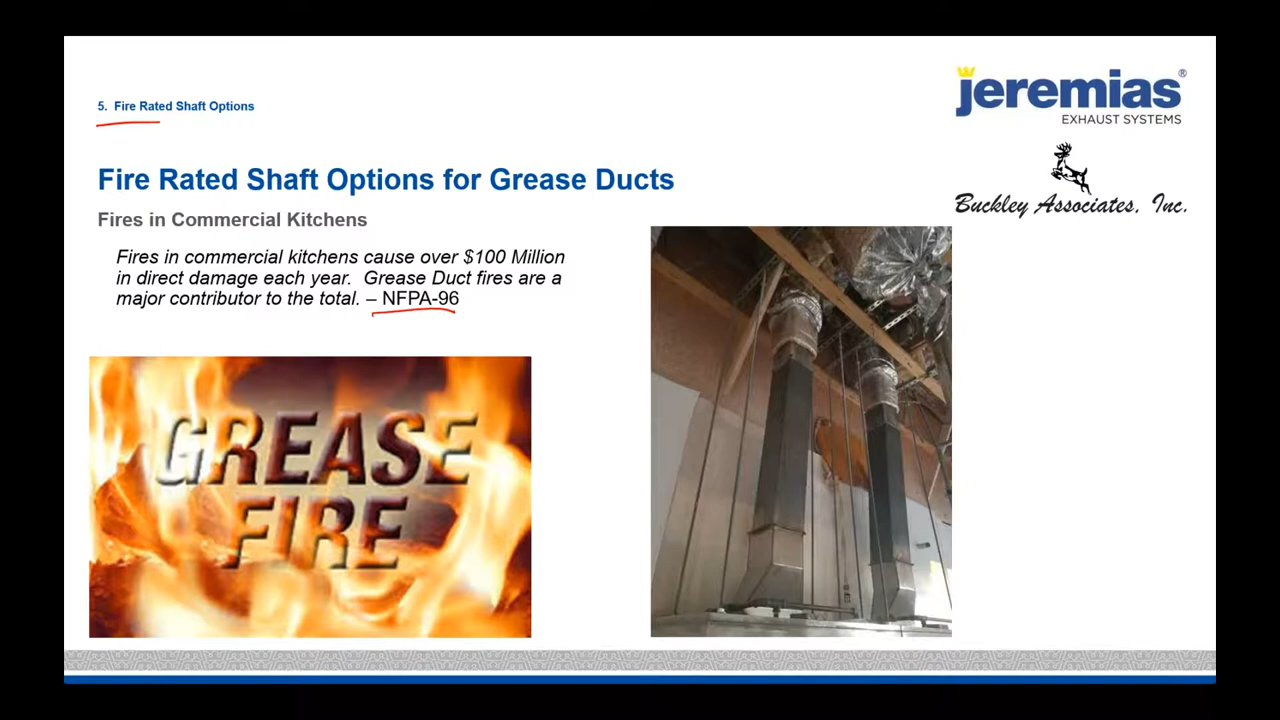 5. Fire Rated Shaft Options
jeremias®
EXHAUST SYSTEMS
Buckley Associates, Inc.
Fire Rated Shaft Options for Grease Ducts
Fires in Commercial Kitchens
Fires in commercial kitchens cause over $100 Million
in direct damage each year. Grease Duct fires are a
major contributor to the total. – NFPA-96
GREASE
FIRE